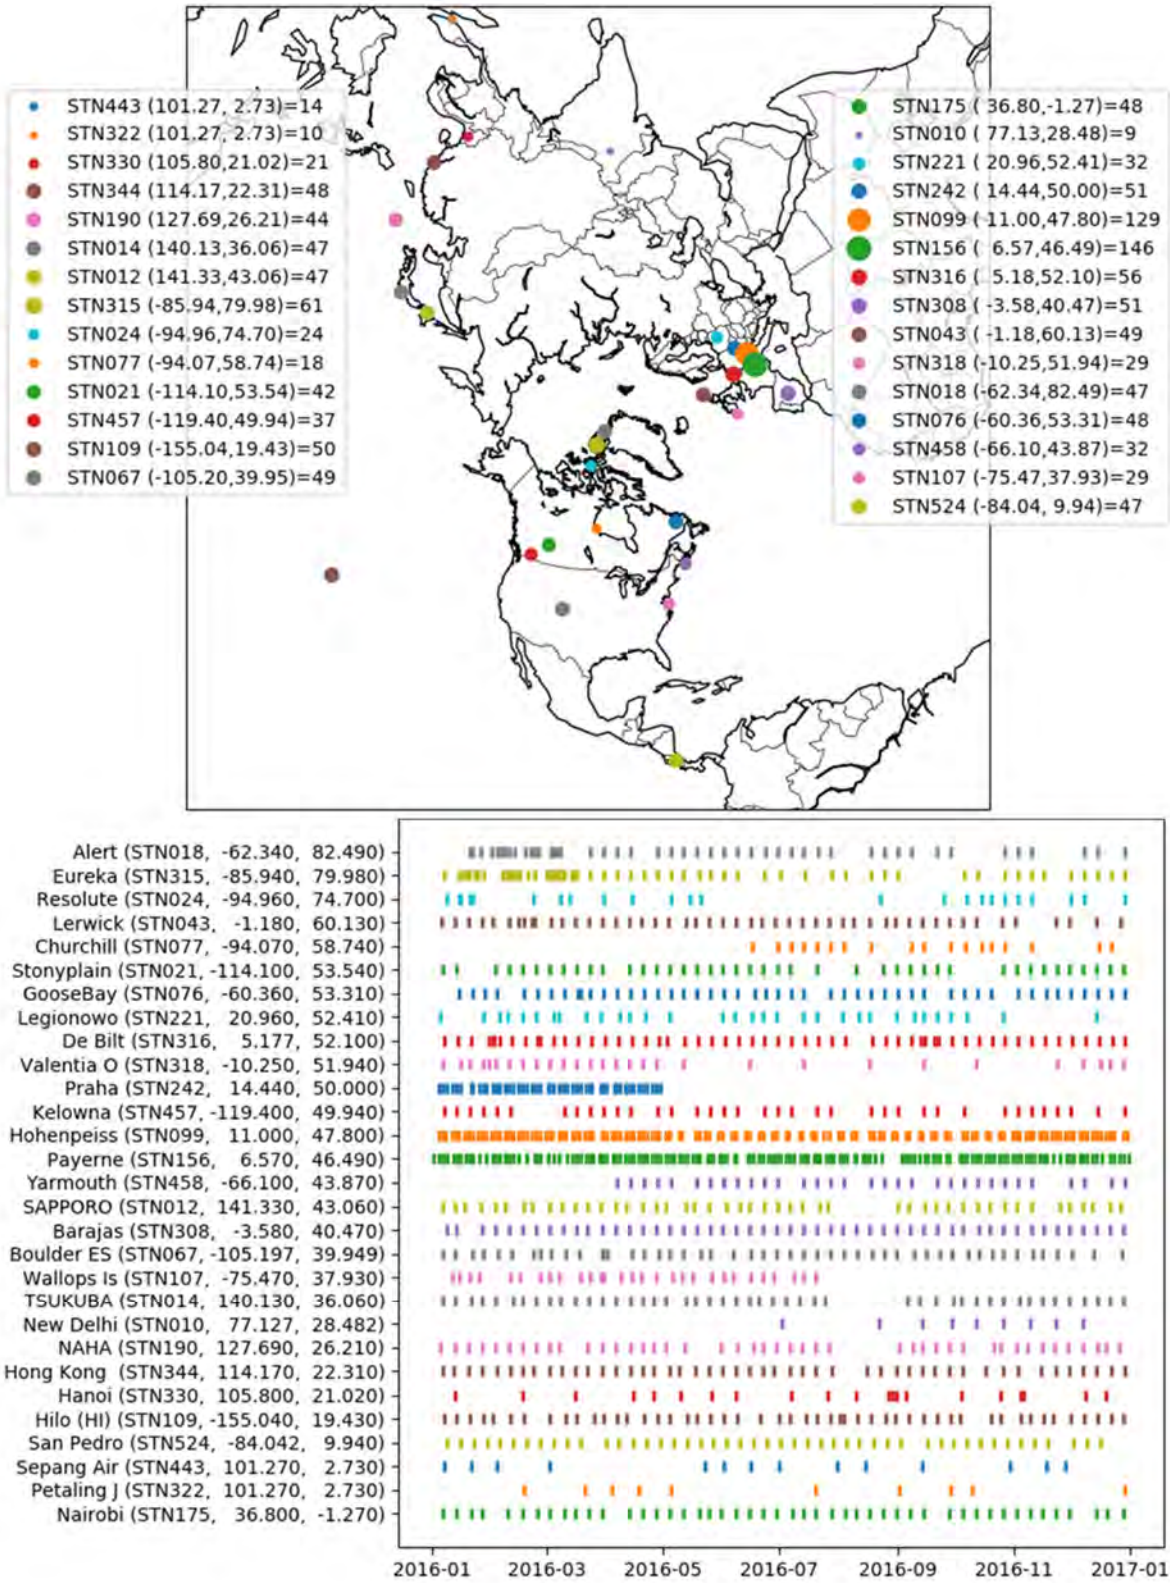 STN443 (101.27, 2.73)=14
STN322 (101.27, 2.73)=10
STN330 (105.80,21.02)=21
STN344 (114.17,22.31)=48
STN190 (127.69,26.21)=44
STN014 (140.13,36.06)=47
STN012 (141.33,43.06)=47
STN315 (-85.94,79.98)=61
STN024 (-94.96,74.70)=24
STN077 (-94.07,58.74)=18
STN021 (-114.10,53.54)=42
STN457 (-119.40,49.94)=37
STN109 (-155.04,19.43)=50
STN067 (-105.20,39.95)=49
STN175 ( 36.80,-1.27)=48
STN010 ( 77.13,28.48)=9
STN221 ( 20.96,52.41)=32
STN242 ( 14.44,50.00)=51
STN099 ( 11.00,47.80)=129
STN156 ( 6.57,46.49)=146
STN316 ( 5.18,52.10)=56
STN308 ( -3.58,40.47)=51
STN043 ( -1.18,60.13)=49
STN318 (-10.25,51.94)=29
STN018 (-62.34,82.49)=47
STN076 (-60.36,53.31)=48
STN458 (-66.10,43.87)=32
STN107 (-75.47,37.93)=29
STN524 (-84.04, 9.94)=47
Alert (STN018, -62.340, 82.490)
Eureka (STN315, -85.940, 79.980)
Resolute (STN024, -94.960, 74.700)
Lerwick (STN043, -1.180, 60.130)
Churchill (STN077, -94.070, 58.740)
Stonyplain (STN021, -114.100, 53.540)
GooseBay (STN076, -60.360, 53.310)
Legionowo (STN221, 20.960, 52.410)
De Bilt (STN316, 5.177, 52.100)
Valentia O (STN318, -10.250, 51.940)
Praha (STN242, 14.440, 50.000)
Kelowna (STN457, -119.400, 49.940)
Hohenpeiss (STN099, 11.000, 47.800)
Payerne (STN156, 6.570, 46.490)
Yarmouth (STN458, -66.100, 43.870)
SAPPORO (STN012, 141.330, 43.060)
Barajas (STN308, -3.580, 40.470)
Boulder ES (STN067, -105.197, 39.949)
Wallops Is (STN107, -75.470, 37.930)
TSUKUBA (STN014, 140.130, 36.060)
New Delhi (STN010, 77.127, 28.482)
NAHA (STN190, 127.690, 26.210)
Hong Kong (STN344, 114.170, 22.310)
Hanoi (STN330, 105.800, 21.020)
Hilo (HI) (STN109, -155.040, 19.430)
San Pedro (STN524, -84.042, 9.940)
Sepang Air (STN443, 101.270, 2.730)
Petaling J (STN322, 101.270, 2.730)
Nairobi (STN175, 36.800, -1.270)
2016-01 2016-03 2016-05 2016-07 2016-09 2016-11 2017-01